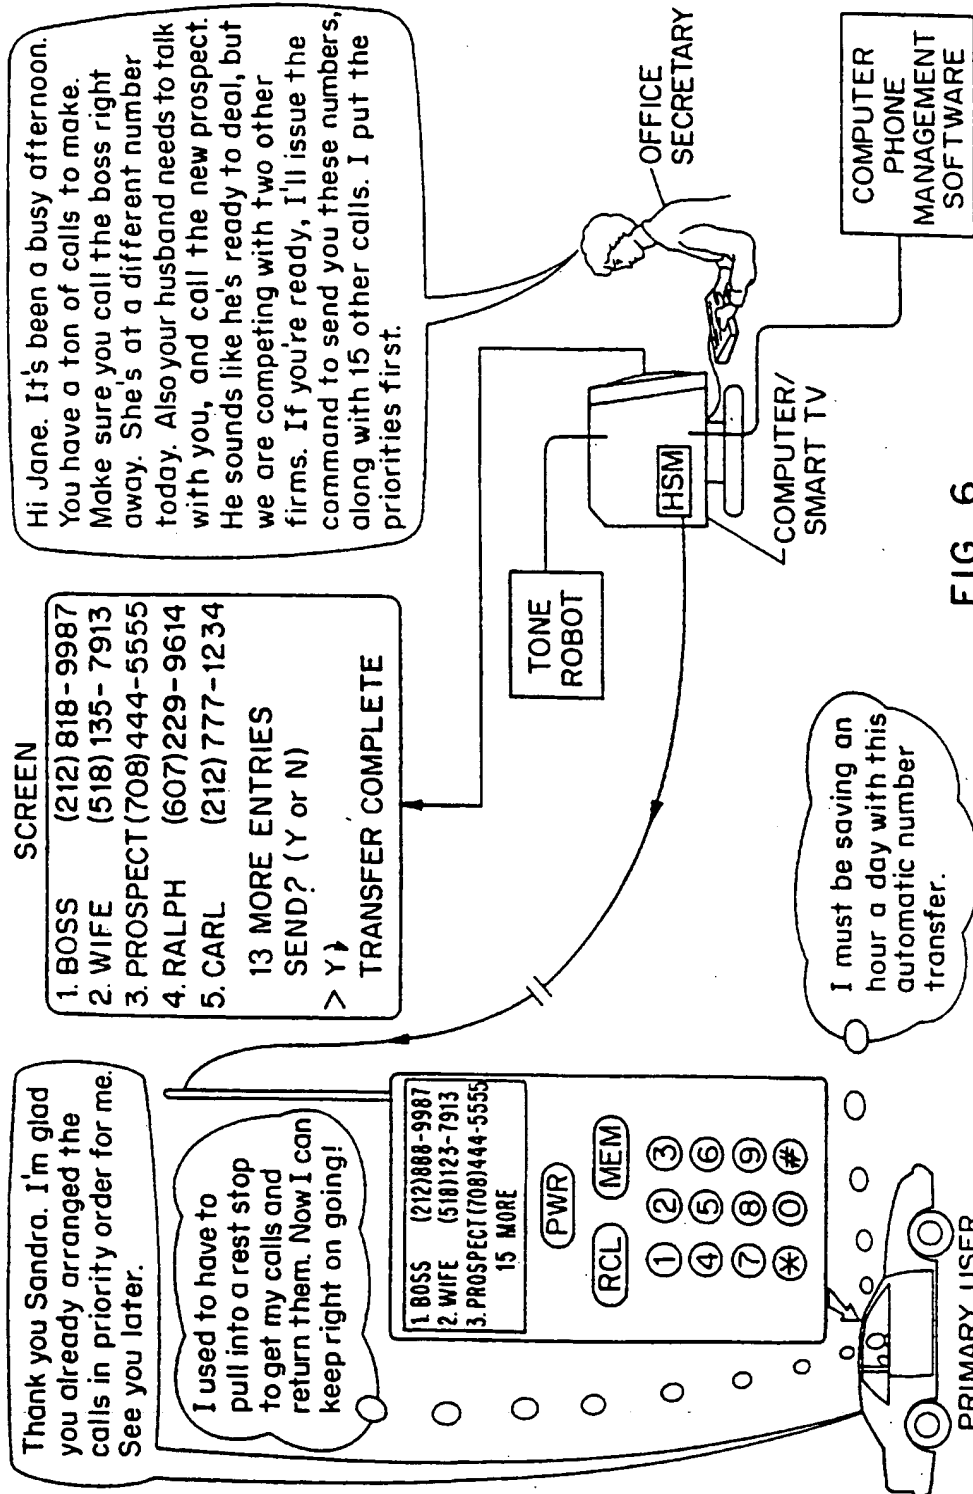 Thank you Sandra. I'm glad
you already arranged the
calls in priority order for me.
See you later.
I used to have to
pull into a rest stop
to get my calls and
return them. Now I can
keep right on going!
1 BOSS (212)888-9987
2. WIFE (518)123-7913
3. PROSPECT (708)444-5555
15 MORE
PWR
RCL MEM
1 2 3
4 5 6
7 8 9
* 0 #
PRIMARY USER
SCREEN
1. BOSS (212) 818-9987
2. WIFE (518) 135-7913
3. PROSPECT (708)444-5555
4. RALPH (607)229-9614
5. CARL (212) 777-1234
13 MORE ENTRIES
SEND? (Y or N)
> Y
TRANSFER COMPLETE
I must be saving an
hour a day with this
automatic number
transfer.
Hi Jane. It's been a busy afternoon.
You have a ton of calls to make.
Make sure you call the boss right
away. She's at a different number
today. Also your husband needs to talk
with you, and call the new prospect.
He sounds like he's ready to deal, but
we are competing with two other
firms. If you're ready, I'll issue the
command to send you these numbers,
along with 15 other calls. I put the
priorities first.
TONE
ROBOT
HSM
COMPUTER/
SMART TV
OFFICE
SECRETARY
COMPUTER
PHONE
MANAGEMENT
SOFTWARE
FIG. 6